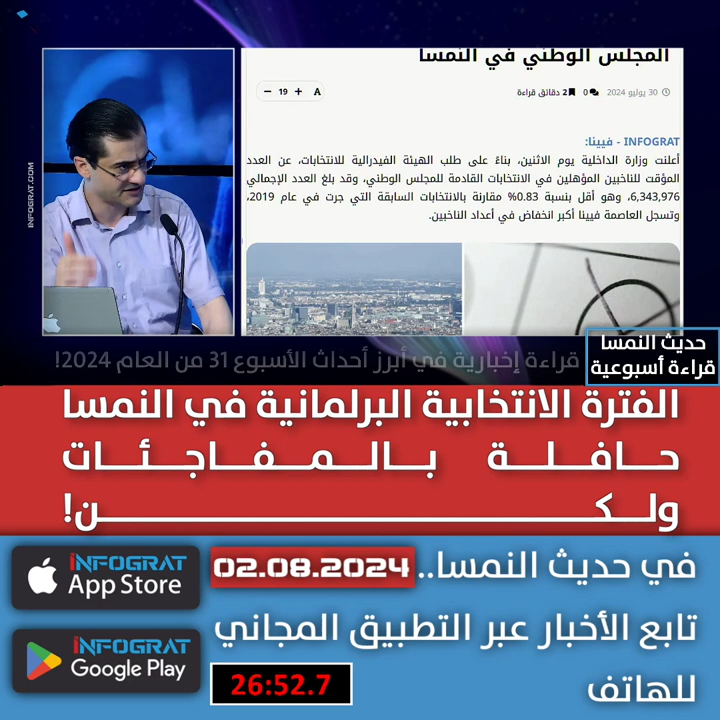 المجلس الوطني في النمسا
30 يوليو 2024 0 2 دقائق قراءة
A + 19 −
INFOGRAT - فيينا:
أعلنت وزارة الداخلية يوم الاثنين، بناءً على طلب الهيئة الفيدرالية للانتخابات، عن العدد
المؤقت للناخبين المؤهلين في الانتخابات القادمة للمجلس الوطني، وقد بلغ العدد الإجمالي
6,343,976، وهو أقل بنسبة 0.83% مقارنة بالانتخابات السابقة التي جرت في عام 2019،
وتسجل العاصمة فيينا أكبر انخفاض في أعداد الناخبين.
INFOGRAT.COM
حديث النمسا
قراءة أسبوعية
قراءة إخبارية في أبرز أحداث الأسبوع 31 من العام 2024!
الفترة الانتخابية البرلمانية في النمسا
حافلة بالمفاجئات
ولكن!
في حديث النمسا.. 02.08.2024
تابع الأخبار عبر التطبيق المجاني
للهاتف
INFOGRAT
App Store
INFOGRAT
Google Play
26:52.7